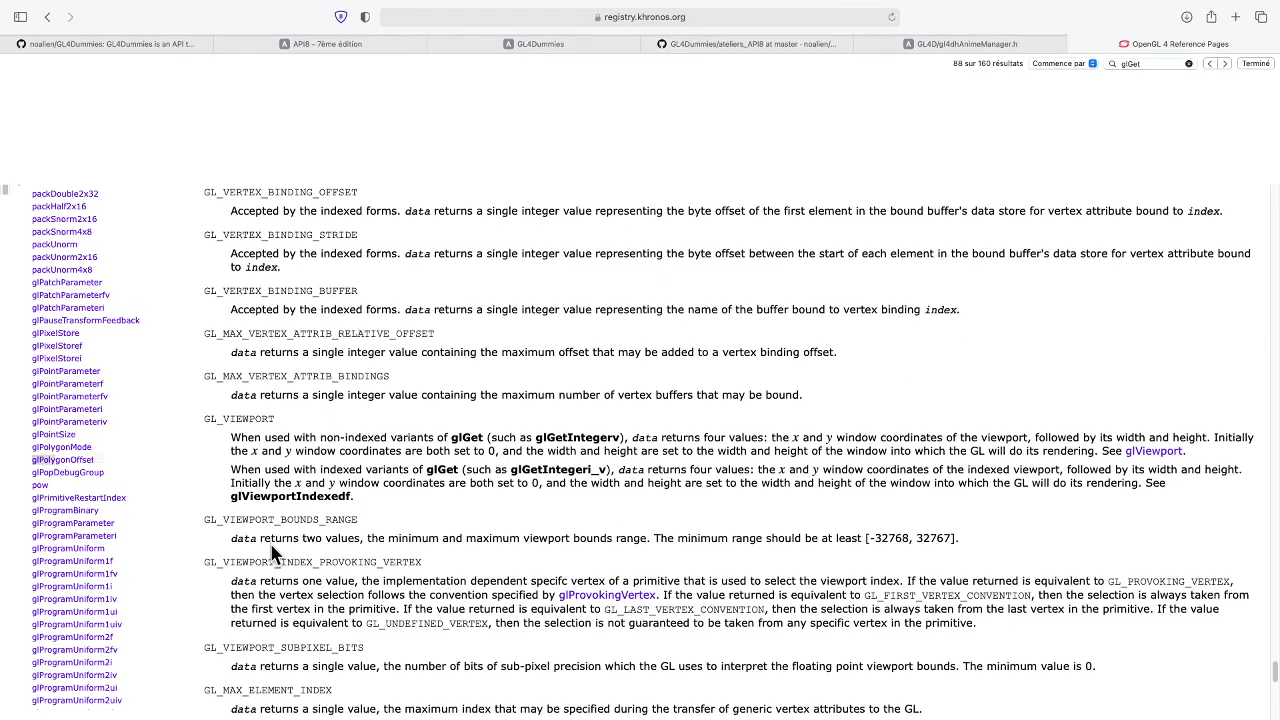 registry.khronos.org
noalien/GL4Dummies: GL4Dummies is an API t...
API8 - 7ème édition
GL4Dummies
GL4Dummies/ateliers_API8 at master · noalien/...
GL4D/gl4dhAnimeManager.h
OpenGL 4 Reference Pages
88 sur 160 résultats
Commence par
glGet
Terminé
packDouble2x32
packHalf2x16
packSnorm2x16
packSnorm4x8
packUnorm
packUnorm2x16
packUnorm4x8
glPatchParameter
glPatchParameterfv
glPatchParameteri
glPauseTransformFeedback
glPixelStore
glPixelStoref
glPixelStorei
glPointParameter
glPointParameterf
glPointParameterfv
glPointParameteri
glPointParameteriv
glPointSize
glPolygonMode
glPolygonOffset
glPopDebugGroup
pow
glPrimitiveRestartIndex
glProgramBinary
glProgramParameter
glProgramParameteri
glProgramUniform
glProgramUniform1f
glProgramUniform1fv
glProgramUniform1i
glProgramUniform1iv
glProgramUniform1ui
glProgramUniform1uiv
glProgramUniform2f
glProgramUniform2fv
glProgramUniform2i
glProgramUniform2iv
glProgramUniform2ui
glProgramUniform2uiv
GL_VERTEX_BINDING_OFFSET
Accepted by the indexed forms. data returns a single integer value representing the byte offset of the first element in the bound buffer's data store for vertex attribute bound to index.
GL_VERTEX_BINDING_STRIDE
Accepted by the indexed forms. data returns a single integer value representing the byte offset between the start of each element in the bound buffer's data store for vertex attribute bound
to index.
GL_VERTEX_BINDING_BUFFER
Accepted by the indexed forms. data returns a single integer value representing the name of the buffer bound to vertex binding index.
GL_MAX_VERTEX_ATTRIB_RELATIVE_OFFSET
data returns a single integer value containing the maximum offset that may be added to a vertex binding offset.
GL_MAX_VERTEX_ATTRIB_BINDINGS
data returns a single integer value containing the maximum number of vertex buffers that may be bound.
GL_VIEWPORT
When used with non-indexed variants of glGet (such as glGetIntegerv), data returns four values: the x and y window coordinates of the viewport, followed by its width and height. Initially
the x and y window coordinates are both set to 0, and the width and height are set to the width and height of the window into which the GL will do its rendering. See glViewport.
When used with indexed variants of glGet (such as glGetIntegeri_v), data returns four values: the x and y window coordinates of the indexed viewport, followed by its width and height.
Initially the x and y window coordinates are both set to 0, and the width and height are set to the width and height of the window into which the GL will do its rendering. See
glViewportIndexedf.
GL_VIEWPORT_BOUNDS_RANGE
data returns two values, the minimum and maximum viewport bounds range. The minimum range should be at least [-32768, 32767].
GL_VIEWPORT_INDEX_PROVOKING_VERTEX
data returns one value, the implementation dependent specifc vertex of a primitive that is used to select the viewport index. If the value returned is equivalent to GL_PROVOKING_VERTEX,
then the vertex selection follows the convention specified by glProvokingVertex. If the value returned is equivalent to GL_FIRST_VERTEX_CONVENTION, then the selection is always taken from
the first vertex in the primitive. If the value returned is equivalent to GL_LAST_VERTEX_CONVENTION, then the selection is always taken from the last vertex in the primitive. If the value
returned is equivalent to GL_UNDEFINED_VERTEX, then the selection is not guaranteed to be taken from any specific vertex in the primitive.
GL_VIEWPORT_SUBPIXEL_BITS
data returns a single value, the number of bits of sub-pixel precision which the GL uses to interpret the floating point viewport bounds. The minimum value is 0.
GL_MAX_ELEMENT_INDEX
data returns a single value, the maximum index that may be specified during the transfer of generic vertex attributes to the GL.